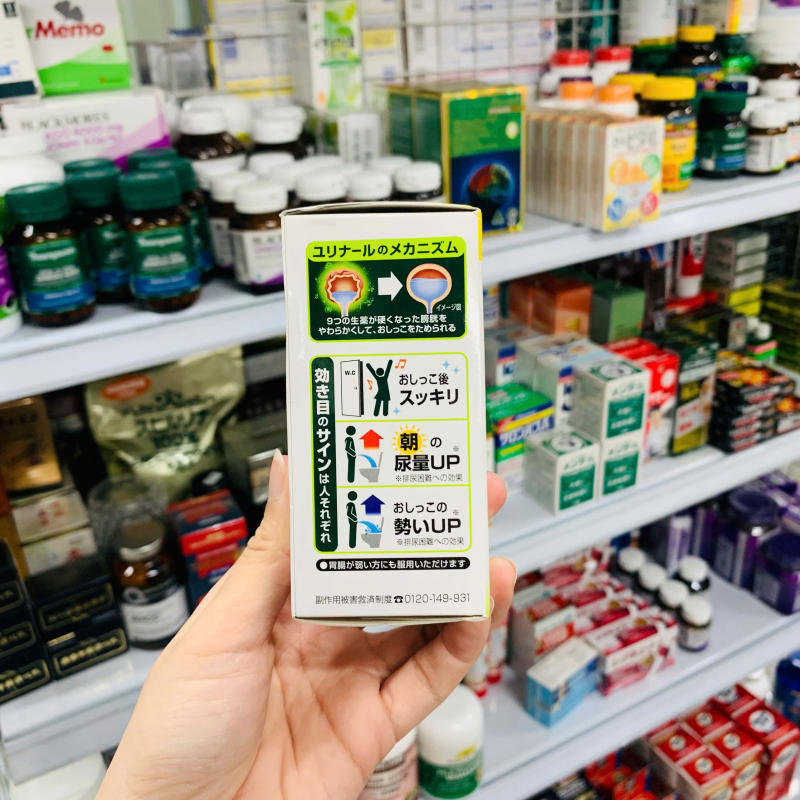 Memo
BLACKMORES
ユリナールのメカニズム
イメージ図
9つの生薬が硬くなった膀胱を
やわらかくして、おしっこをためられる
効き目のサインは人それぞれ
W・C
おしっこ後
スッキリ
朝の
尿量UP※
※排尿困難への効果
おしっこの
勢いUP※
※排尿困難への効果
●胃腸が弱い方にも服用いただけます
副作用被害救済制度☎0120-149-931